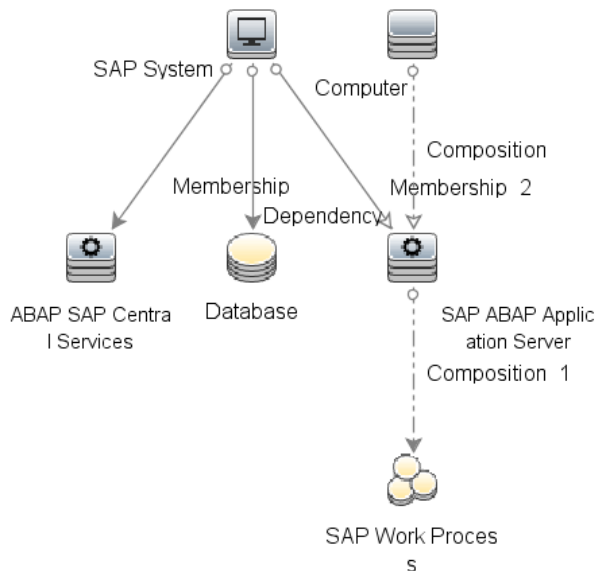 SAP System
Computer
Composition
Membership
Membership 2
Dependency
ABAP SAP Centra
l Services
Database
SAP ABAP Applic
ation Server
Composition 1
SAP Work Proces
s